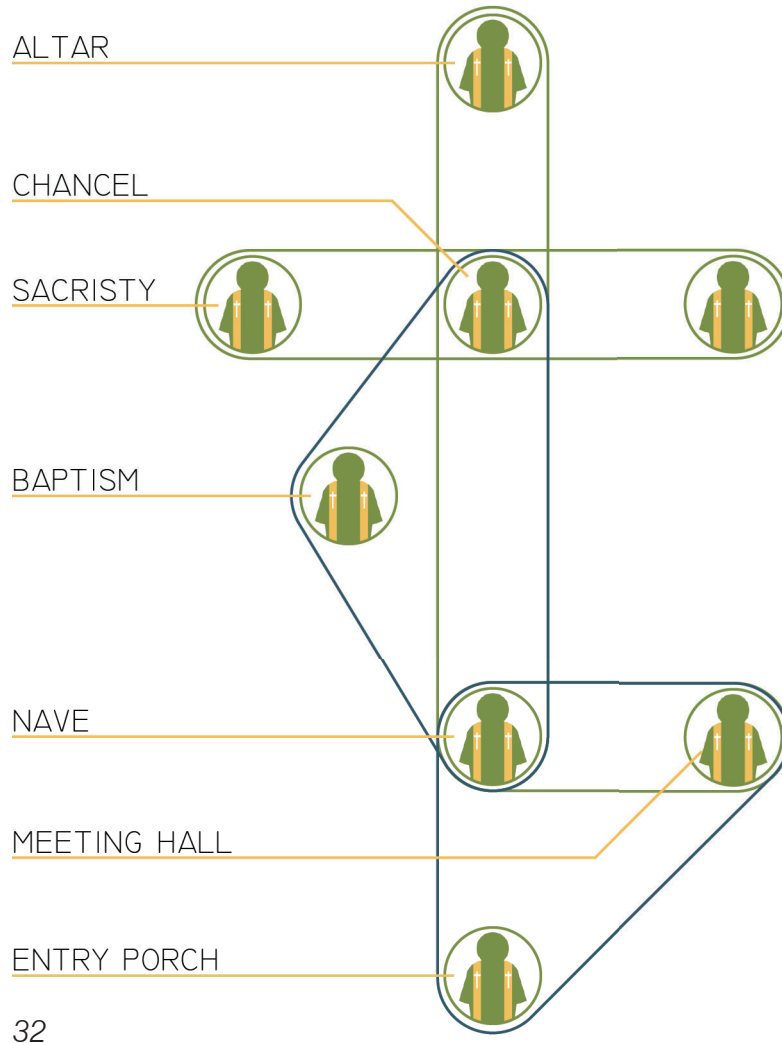 ALTAR
CHANCEL
SACRISTY
BAPTISM
NAVE
MEETING HALL
ENTRY PORCH
32